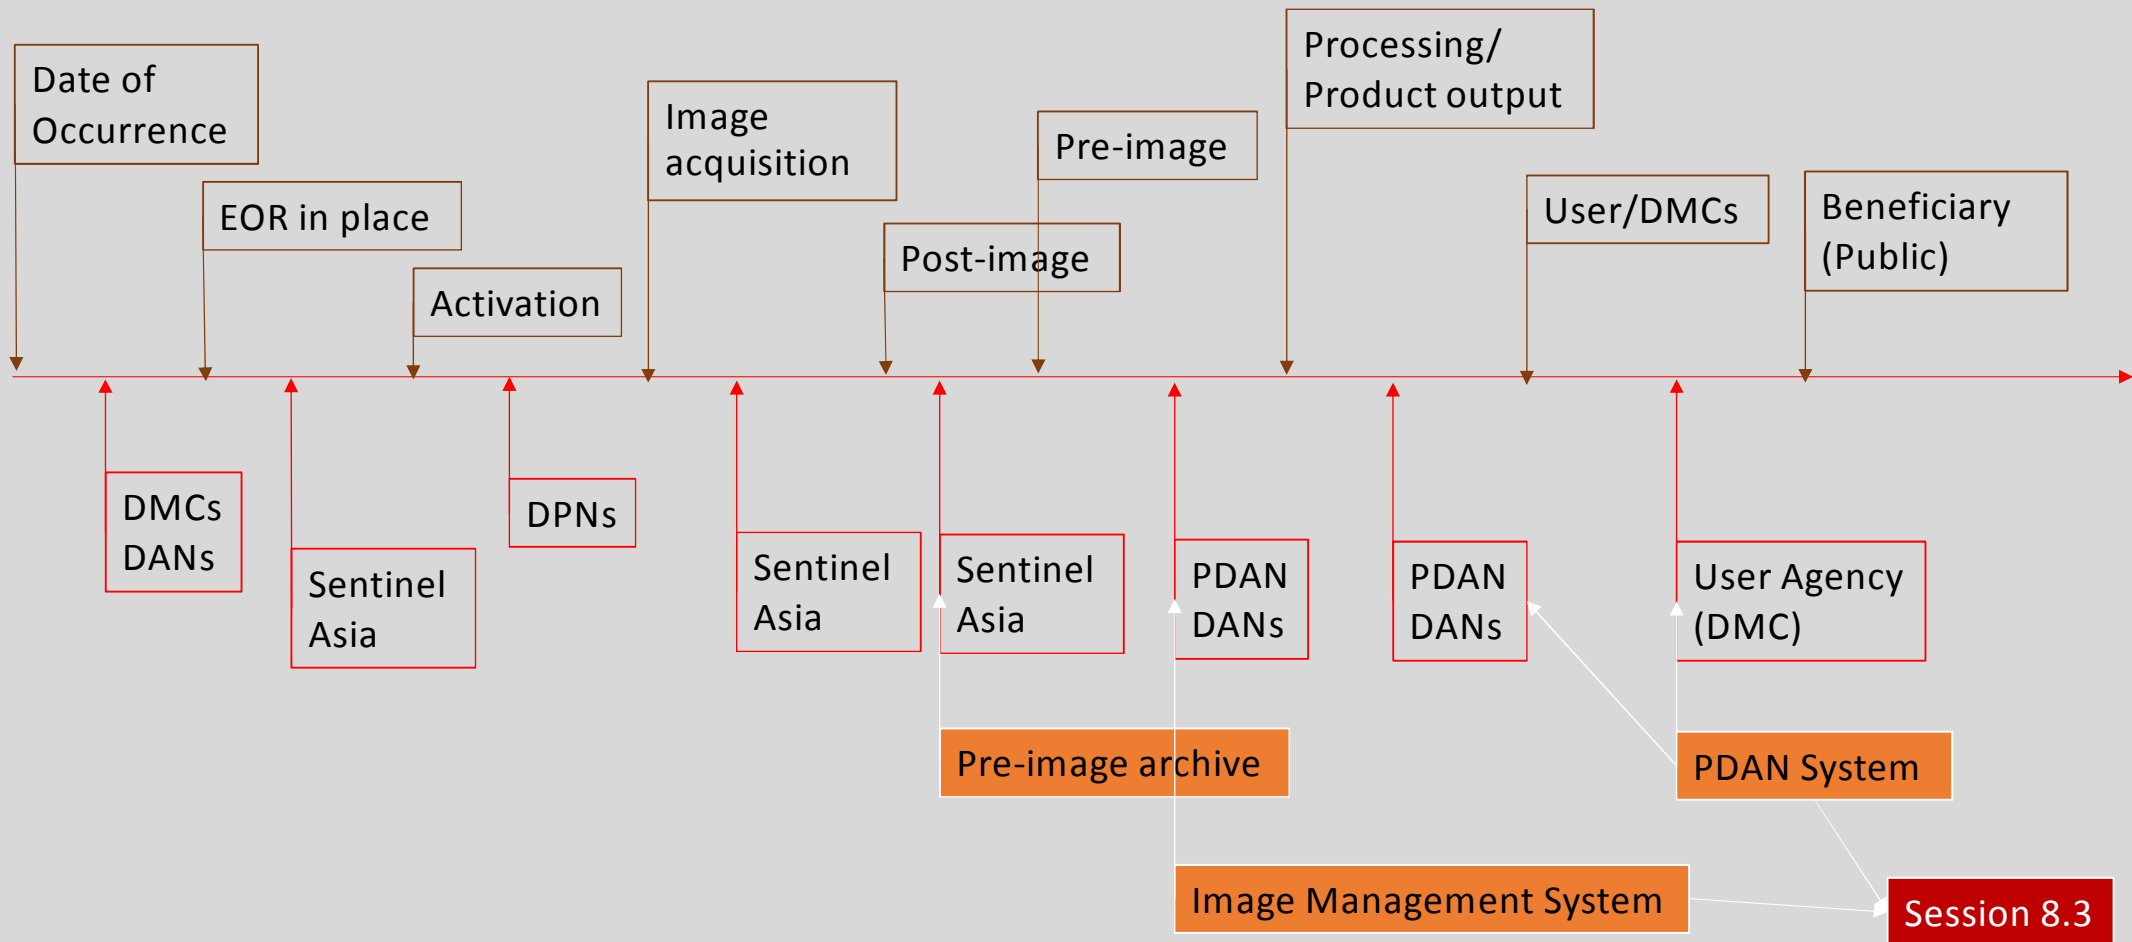 Date of
Occurrence
EOR in place
Activation
Image
acquisition
Post-image
Pre-image
Processing/
Product output
User/DMCs
Beneficiary
(Public)
DMCs
DANs
Sentinel
Asia
DPNs
Sentinel
Asia
Sentinel
Asia
PDAN
DANs
PDAN
DANs
User Agency
(DMC)
Pre-image archive
PDAN System
Image Management System
Session 8.3